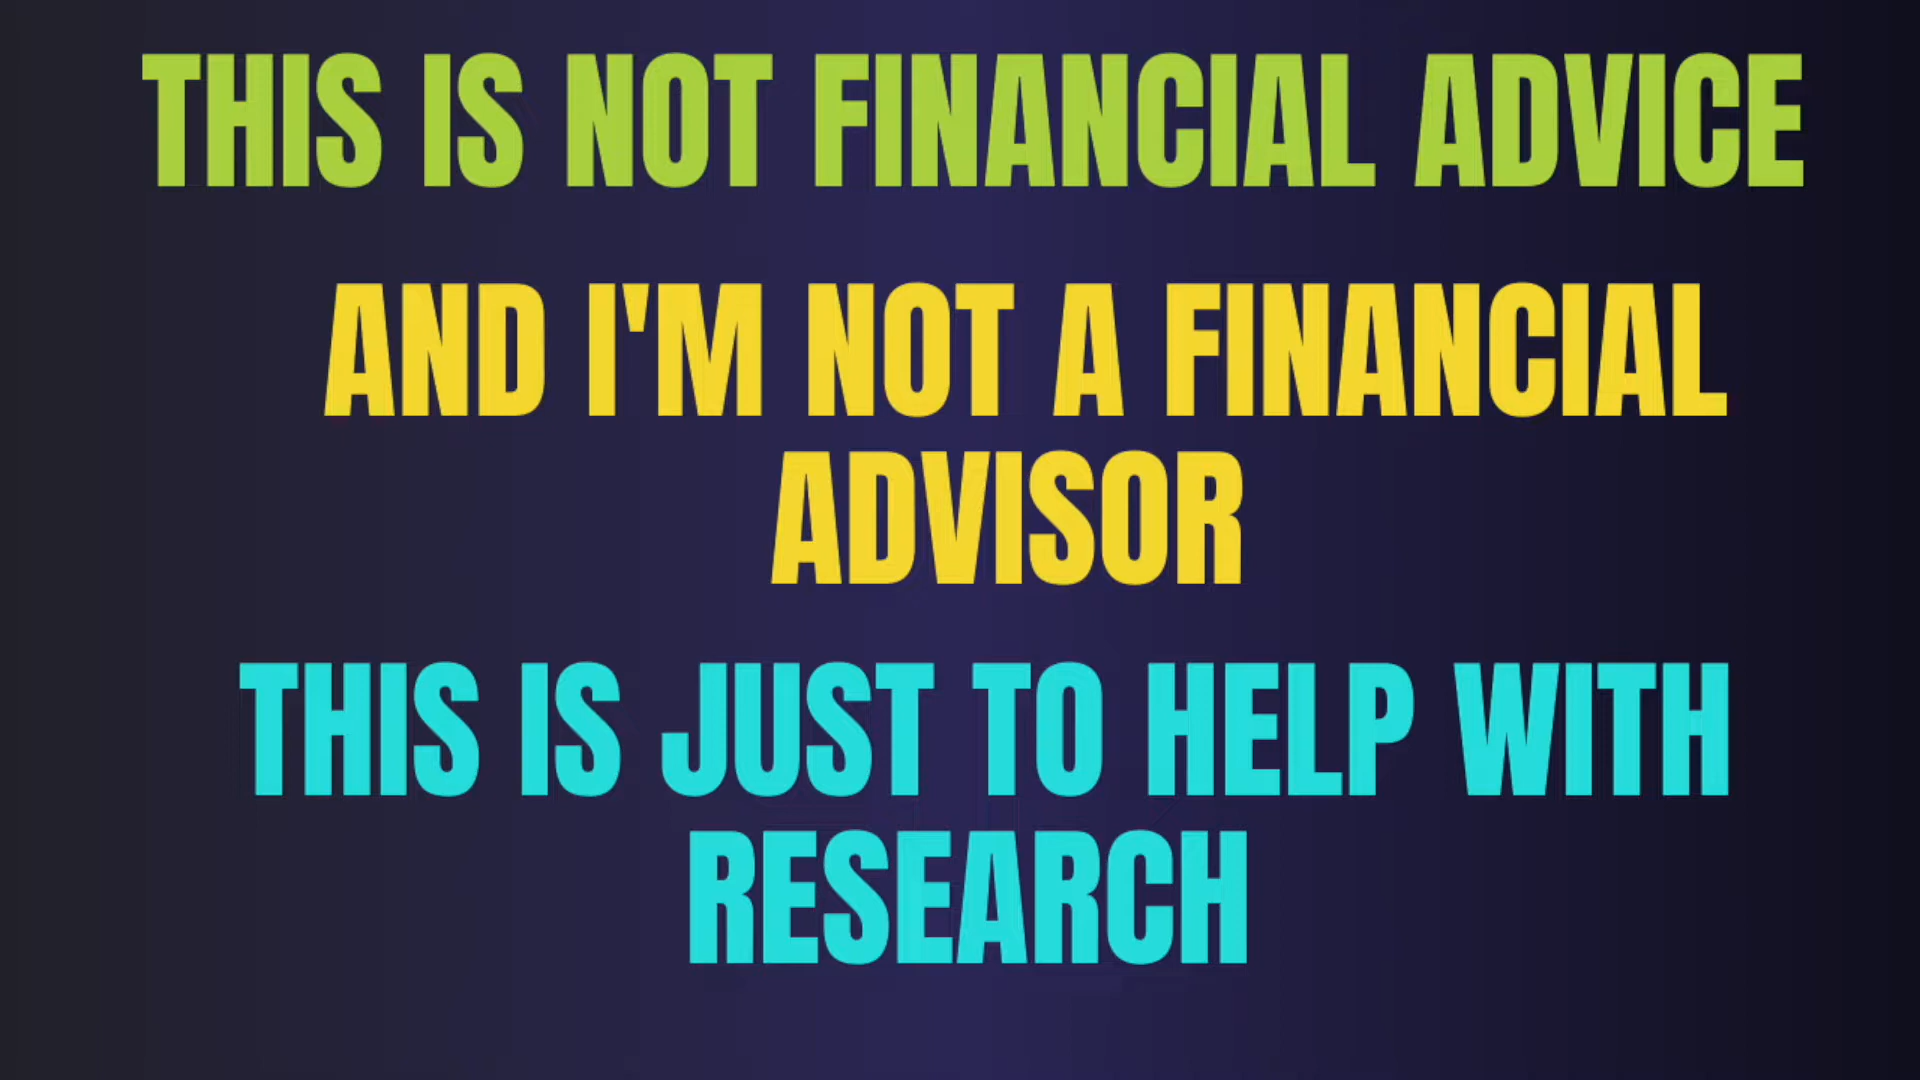 THIS IS NOT FINANCIAL ADVICE
AND I'M NOT A FINANCIAL
ADVISOR
THIS IS JUST TO HELP WITH
RESEARCH